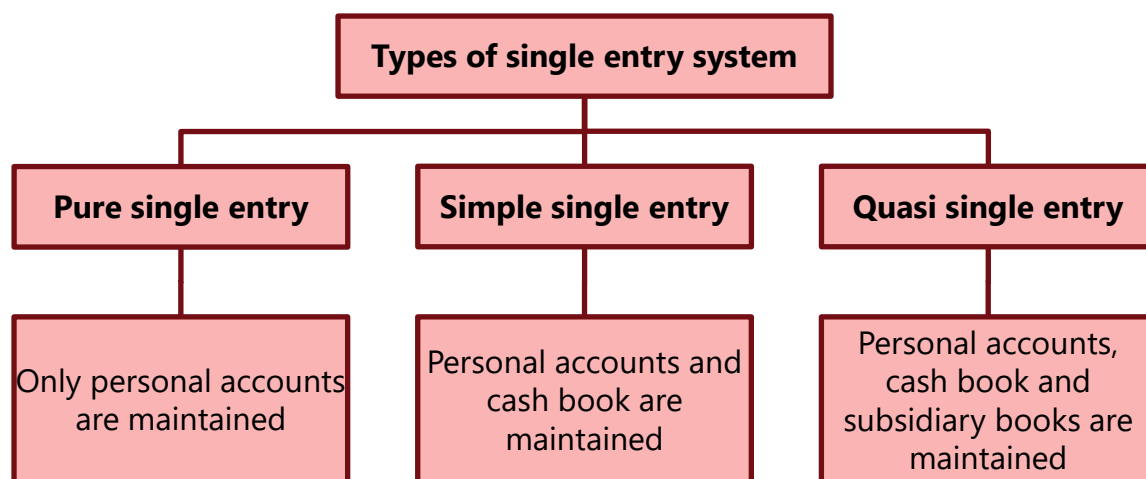 Types of single entry system
Pure single entry
Simple single entry
Quasi single entry
Only personal accounts
are maintained
Personal accounts and
cash book are
maintained
Personal accounts,
cash book and
subsidiary books are
maintained